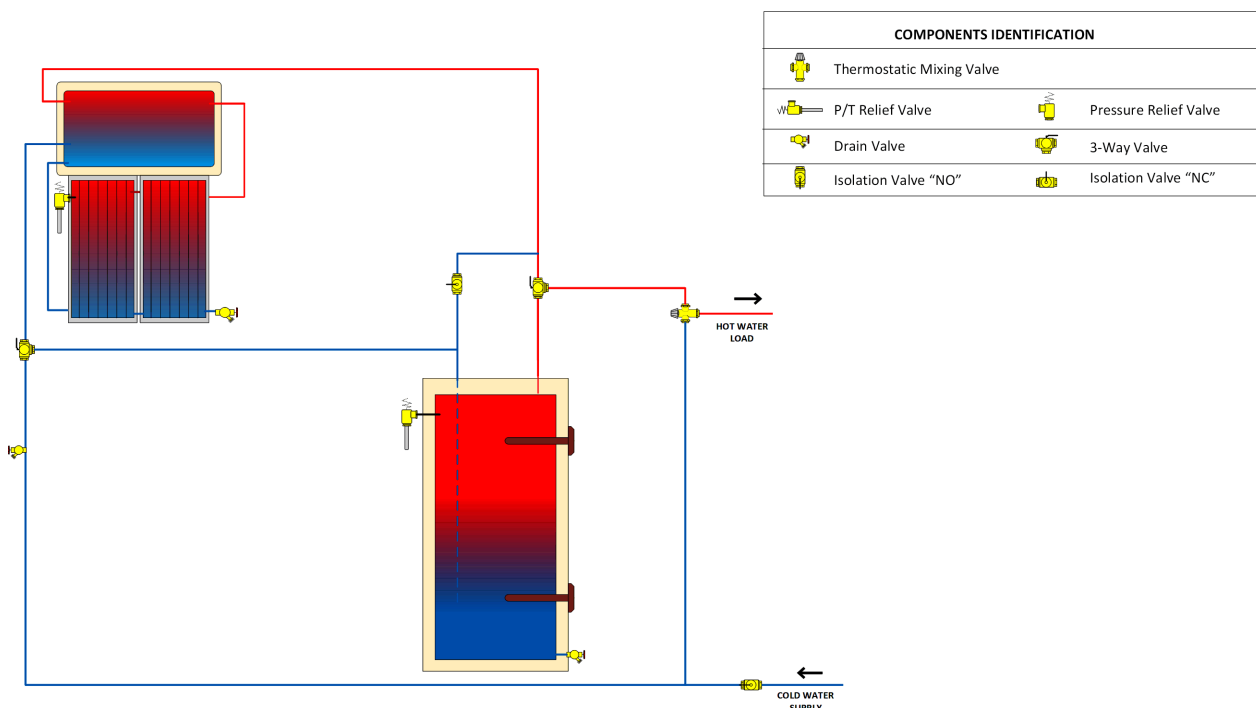 COMPONENTS IDENTIFICATION
Thermostatic Mixing Valve
P/T Relief Valve
Pressure Relief Valve
Drain Valve
3-Way Valve
Isolation Valve “NO”
Isolation Valve “NC”
HOT WATER
LOAD
COLD WATER
SUPPLY